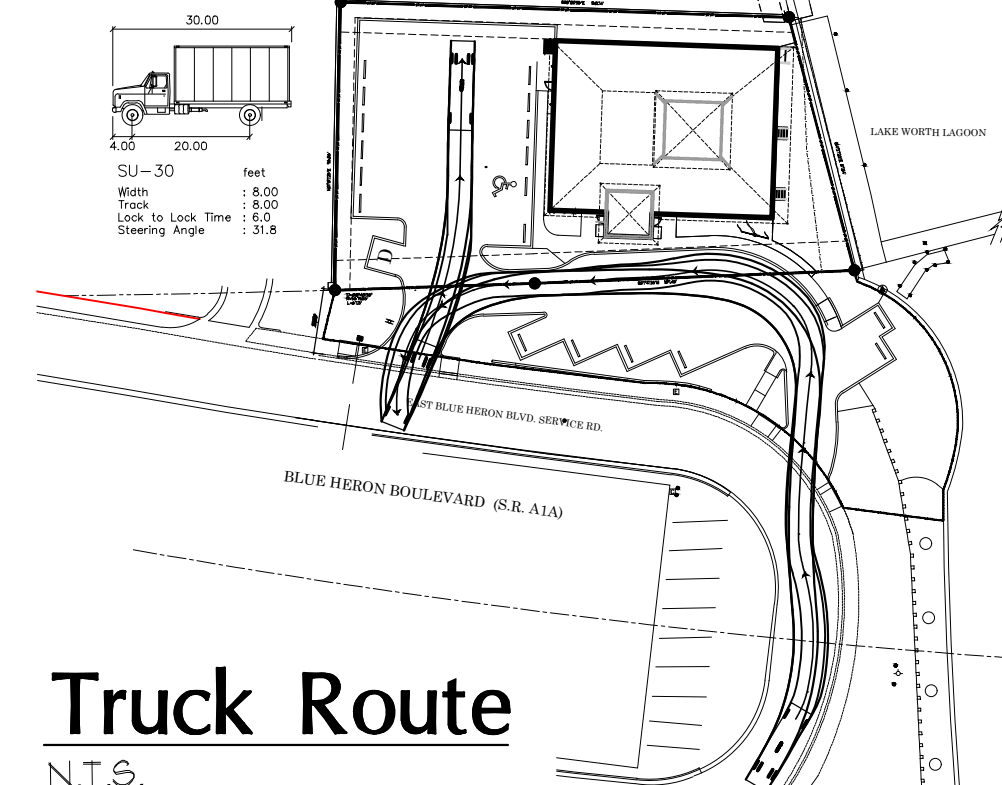 30.00
4.00
20.00
SU-30 feet
Width : 8.00
Track : 8.00
Lock to Lock Time : 6.0
Steering Angle : 31.8
LAKE WORTH LAGOON
D
EAST BLUE HERON BLVD. SERVICE RD.
BLUE HERON BOULEVARD (S.R. A1A)
Truck Route
N.T.S.